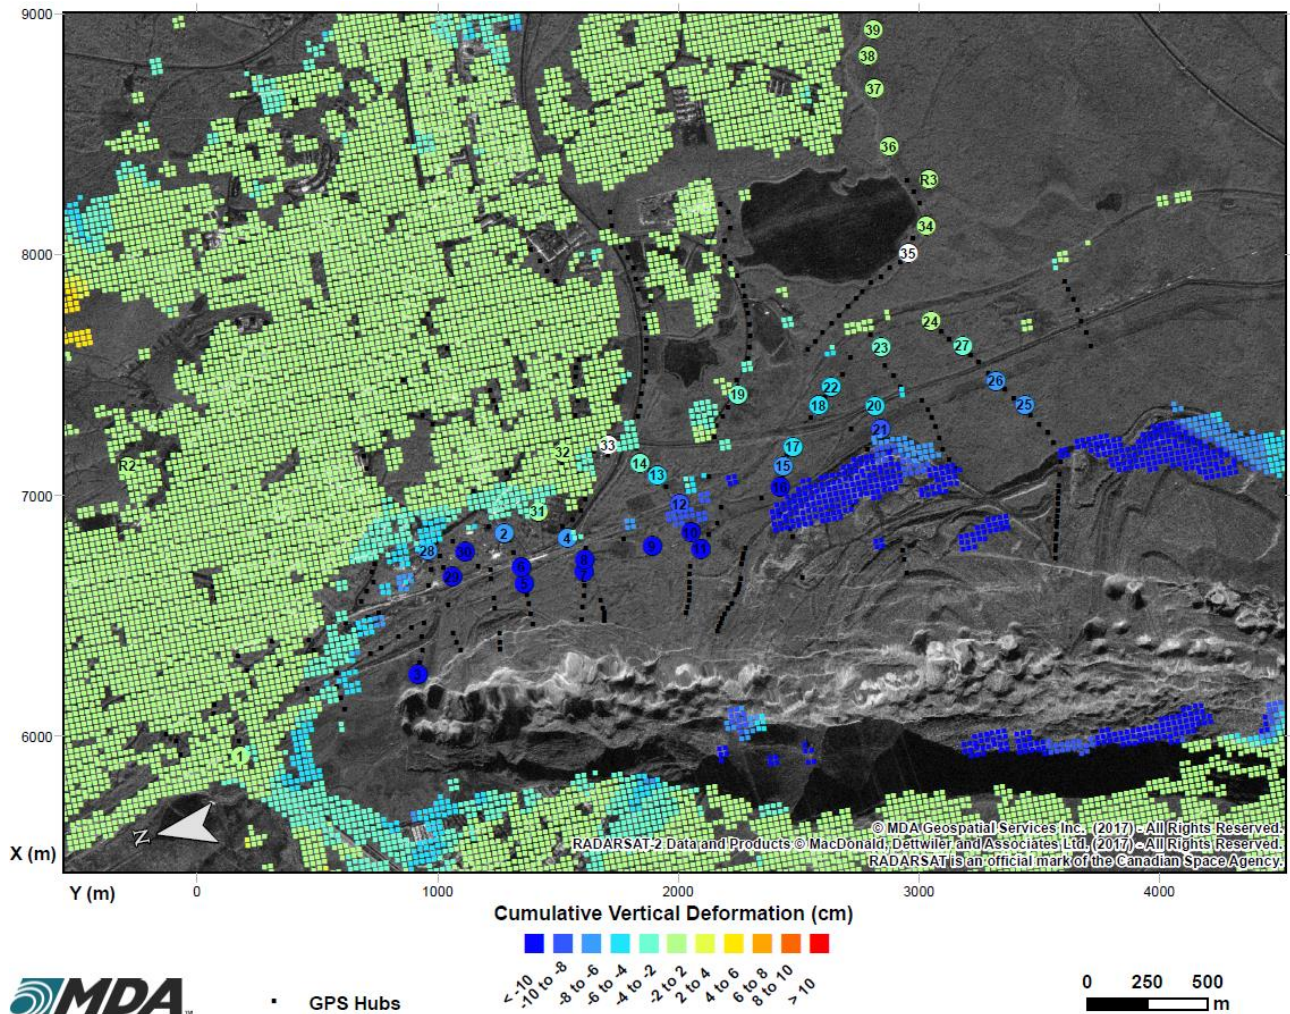 9000
39
38
37
36
R3
34
35
8000
24
23
27
26
22
19
18
20
25
21
33
32
17
14
15
13
R2
16
7000
12
31
2
10
4
28
30
9
11
8
6
7
29
5
3
6000
1
N
© MDA Geospatial Services Inc. (2017) - All Rights Reserved.
RADARSAT-2 Data and Products © MacDonald, Dettwiler and Associates Ltd. (2017) - All Rights Reserved.
RADARSAT is an official mark of the Canadian Space Agency.
X (m)
Y (m)
0 1000 2000 3000 4000
Cumulative Vertical Deformation (cm)
< -10 -10 to -8 -8 to -6 -6 to -4 -4 to -2 -2 to 2 2 to 4 4 to 6 6 to 8 8 to 10 > 10
MDA
GPS Hubs
0 250 500
m